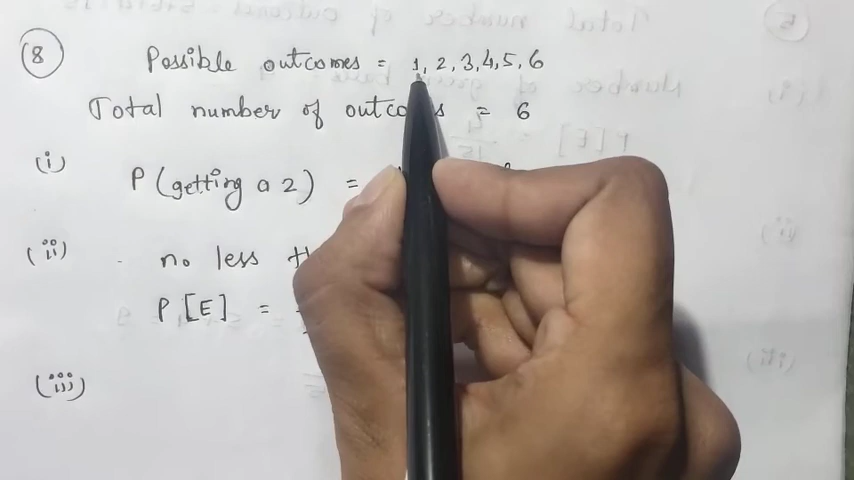 8 Possible outcomes = 1, 2, 3, 4, 5, 6
Total number of = 6
(i) P (getting a 2) =
(ii) no less
P [E] =
(iii)